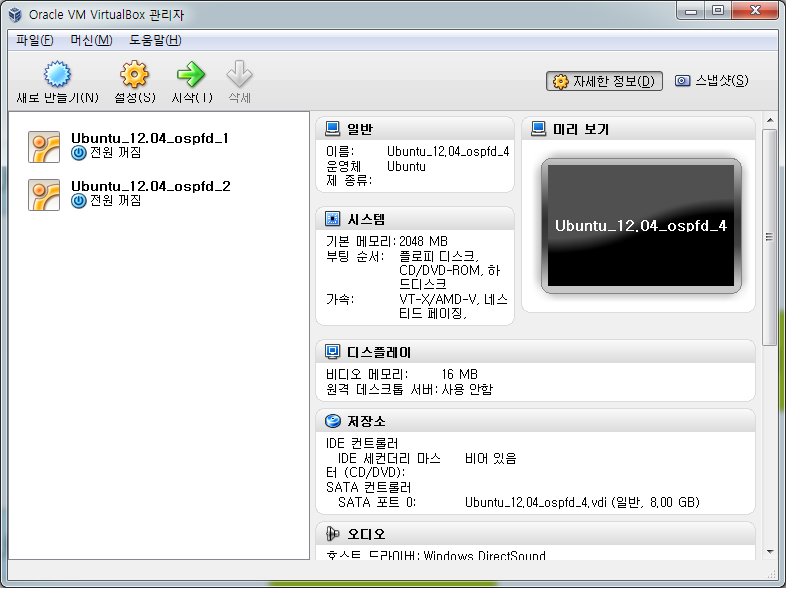 Oracle VM VirtualBox 관리자
파일(F) 머신(M) 도움말(H)
새로 만들기(N) 설정(S) 시작(T) 삭제
자세한 정보(D) 스냅샷(S)
Ubuntu_12.04_ospfd_1
전원 꺼짐
Ubuntu_12.04_ospfd_2
전원 꺼짐
일반
이름: Ubuntu_12.04_ospfd_4
운영체 Ubuntu
제 종류:
시스템
기본 메모리: 2048 MB
부팅 순서: 플로피 디스크,
CD/DVD-ROM, 하
드디스크
가속: VT-X/AMD-V, 네스
티드 페이징,
미리 보기
Ubuntu_12.04_ospfd_4
디스플레이
비디오 메모리: 16 MB
원격 데스크톱 서버: 사용 안함
저장소
IDE 컨트롤러
IDE 세컨더리 마스 비어 있음
터 (CD/DVD):
SATA 컨트롤러
SATA 포트 0: Ubuntu_12.04_ospfd_4.vdi (일반, 8.00 GB)
오디오
호스트 드라이버: Windows DirectSound